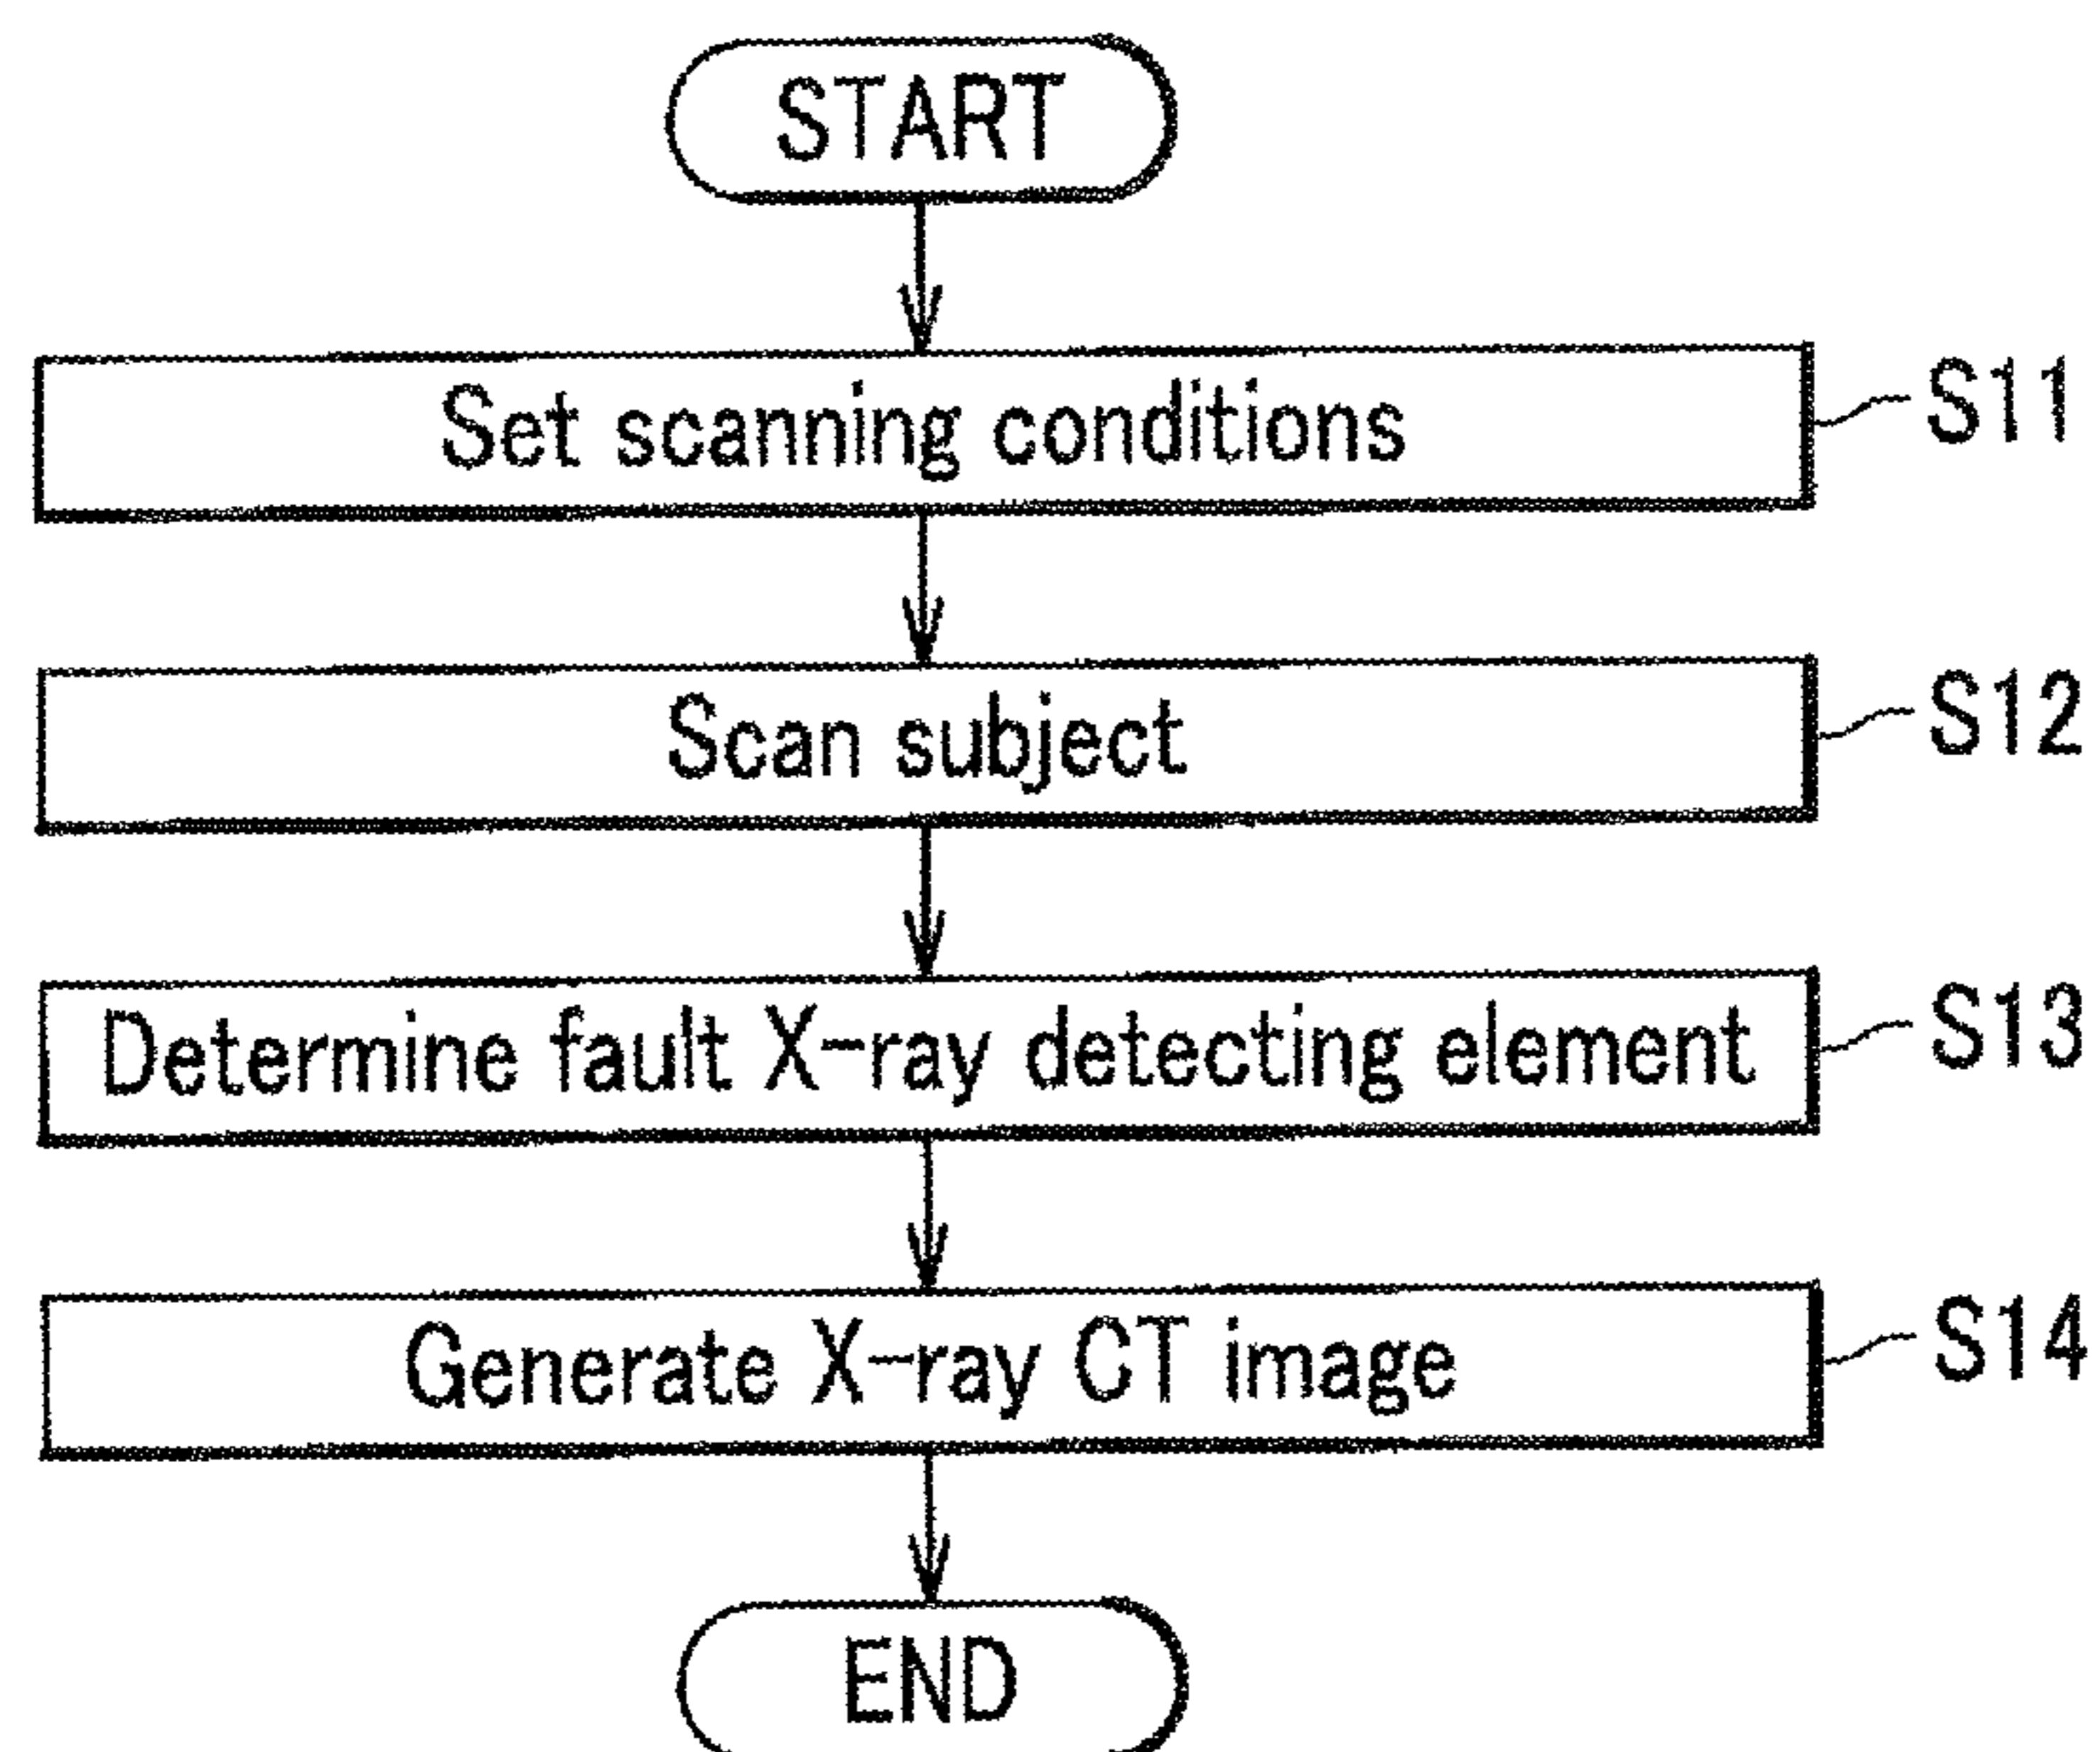 START
Set scanning conditions
S11
Scan subject
S12
Determine fault X-ray detecting element
S13
Generate X-ray CT image
S14
END